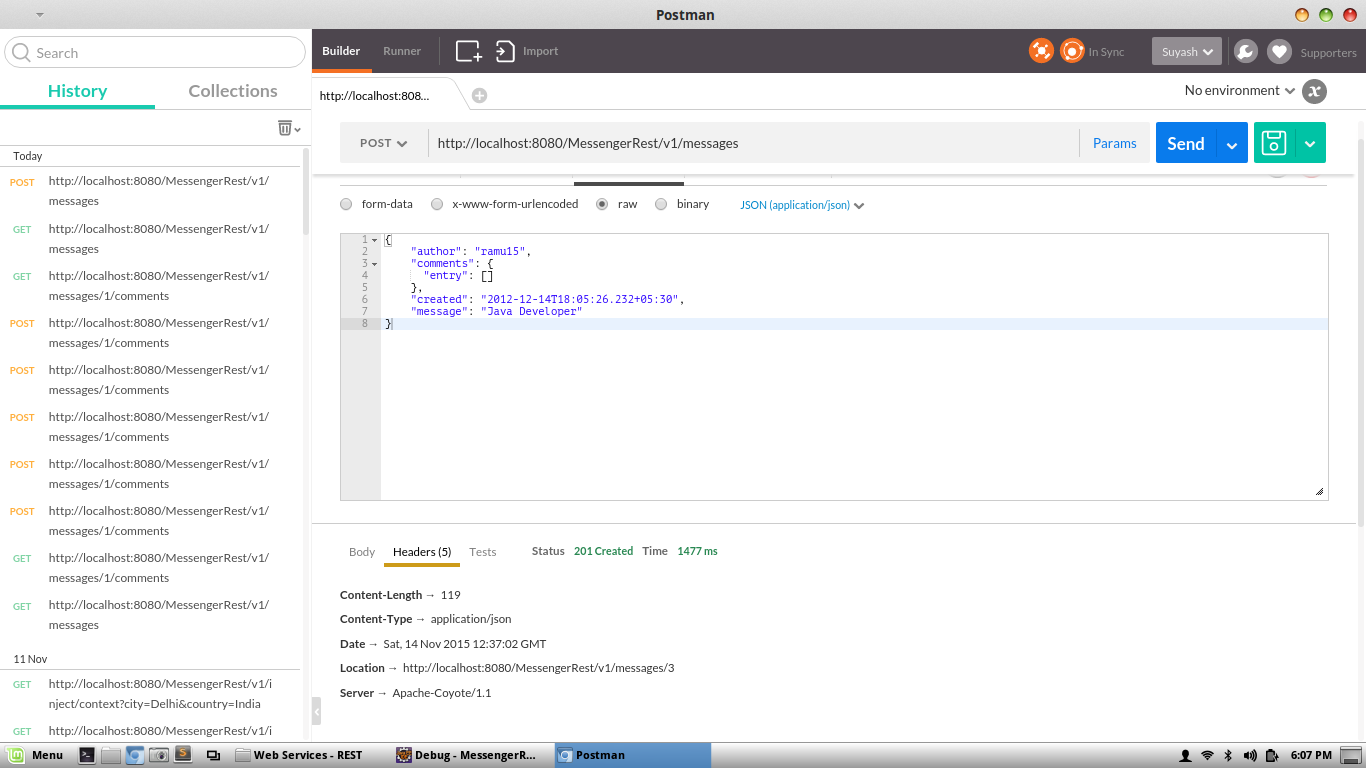 Postman
Search
Builder
Runner
Import
In Sync
Suyash
Supporters
History
Collections
http://localhost:808...
No environment
x
Today
POST
http://localhost:8080/MessengerRest/v1/messages
Params
Send
POST http://localhost:8080/MessengerRest/v1/
messages
GET http://localhost:8080/MessengerRest/v1/
messages
GET http://localhost:8080/MessengerRest/v1/
messages/1/comments
POST http://localhost:8080/MessengerRest/v1/
messages/1/comments
POST http://localhost:8080/MessengerRest/v1/
messages/1/comments
POST http://localhost:8080/MessengerRest/v1/
messages/1/comments
POST http://localhost:8080/MessengerRest/v1/
messages/1/comments
POST http://localhost:8080/MessengerRest/v1/
messages/1/comments
GET http://localhost:8080/MessengerRest/v1/
messages/1/comments
GET http://localhost:8080/MessengerRest/v1/
messages
11 Nov
GET http://localhost:8080/MessengerRest/v1/i
nject/context?city=Delhi&country=India
GET http://localhost:8080/MessengerRest/v1/i
form-data x-www-form-urlencoded raw binary JSON (application/json)
1 {
2 "author": "ramu15",
3 "comments": {
4 "entry": []
5 },
6 "created": "2012-12-14T18:05:26.232+05:30",
7 "message": "Java Developer"
8 }
Body Headers (5) Tests Status 201 Created Time 1477 ms
Content-Length → 119
Content-Type → application/json
Date → Sat, 14 Nov 2015 12:37:02 GMT
Location → http://localhost:8080/MessengerRest/v1/messages/3
Server → Apache-Coyote/1.1
Menu
Web Services - REST
Debug - MessengerR...
Postman
6:07 PM